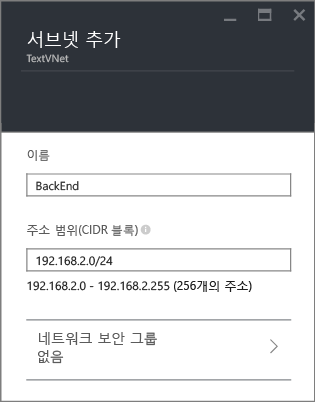 서브넷 추가
TextVNet
이름
BackEnd
주소 범위(CIDR 블록)
192.168.2.0/24
192.168.2.0 - 192.168.2.255 (256개의 주소)
네트워크 보안 그룹
없음